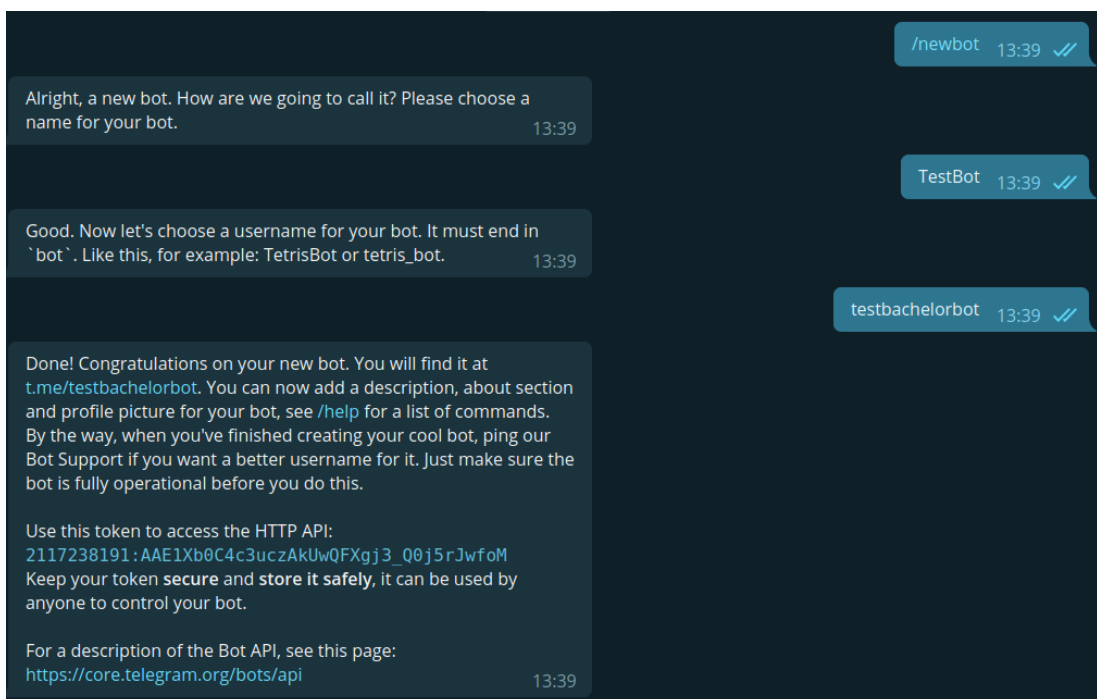 /newbot 13:39
Alright, a new bot. How are we going to call it? Please choose a
name for your bot. 13:39
TestBot 13:39
Good. Now let's choose a username for your bot. It must end in
`bot`. Like this, for example: TetrisBot or tetris_bot. 13:39
testbachelorbot 13:39
Done! Congratulations on your new bot. You will find it at
t.me/testbachelorbot. You can now add a description, about section
and profile picture for your bot, see /help for a list of commands.
By the way, when you've finished creating your cool bot, ping our
Bot Support if you want a better username for it. Just make sure the
bot is fully operational before you do this.
Use this token to access the HTTP API:
2117238191:AAE1Xb0C4c3uczAkUwQFXgj3_Q0j5rJwfoM
Keep your token secure and store it safely, it can be used by
anyone to control your bot.
For a description of the Bot API, see this page:
https://core.telegram.org/bots/api 13:39